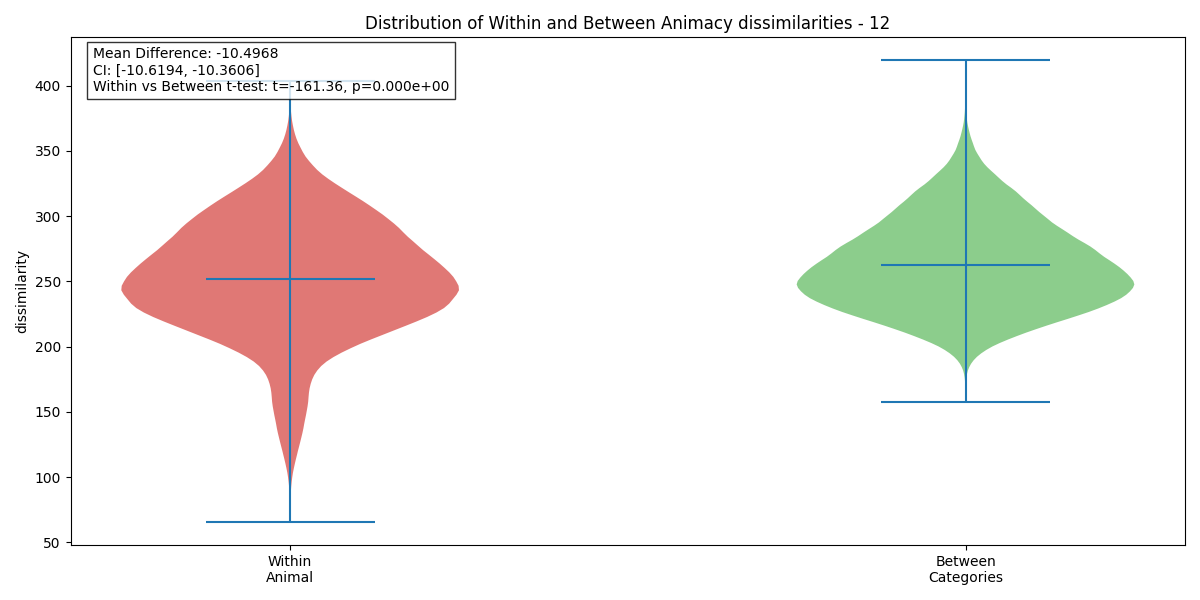 Distribution of Within and Between Animacy dissimilarities - 12
Mean Difference: -10.4968
CI: [-10.6194, -10.3606]
Within vs Between t-test: t=-161.36, p=0.000e+00
dissimilarity
400
350
300
250
200
150
100
50
Within
Animal
Between
Categories